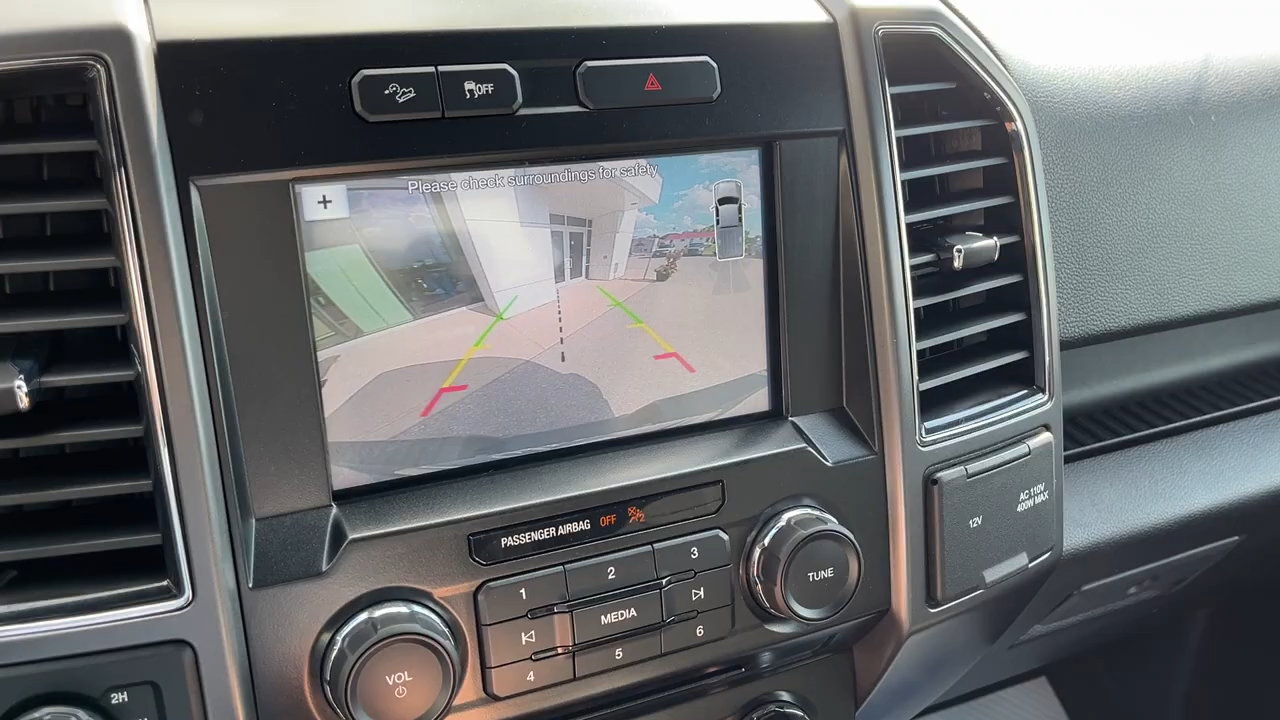 OFF
Please check surroundings for safety
+
PASSENGER AIRBAG OFF
2
1
2
3
MEDIA
4
5
6
TUNE
VOL
12V
AC 110V
400W MAX
2H